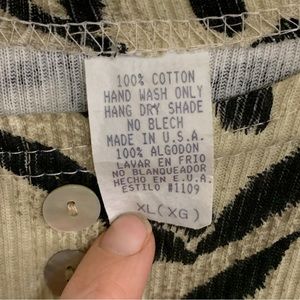 100% COTTON
HAND WASH ONLY
HANG DRY SHADE
NO BLECH
MADE IN U.S.A.
100% ALGODON
LAVAR EN FRIO
NO BLANQUEADOR
HECHO EN E.U.A.
ESTILO #1109
XL(XG)